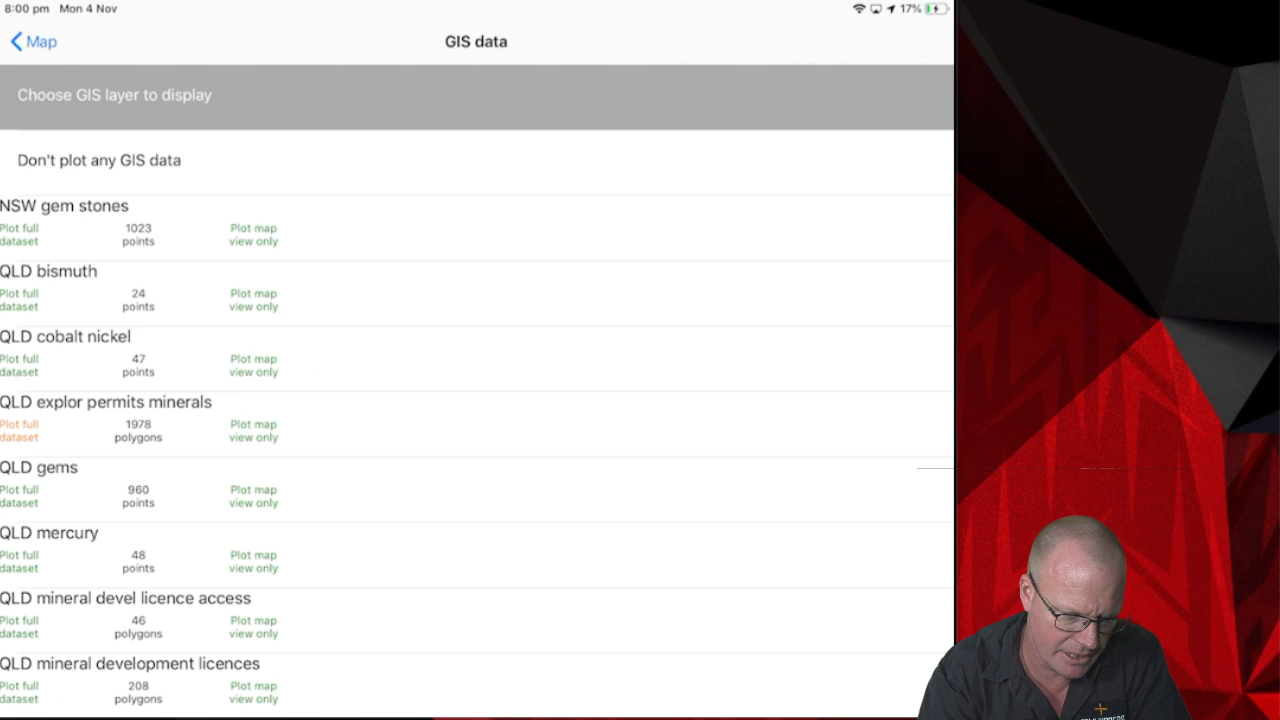 8:00 pm Mon 4 Nov 17%
Map GIS data
Choose GIS layer to display
Don't plot any GIS data
NSW gem stones
Plot full 1023 Plot map
dataset points view only
QLD bismuth
Plot full 24 Plot map
dataset points view only
QLD cobalt nickel
Plot full 47 Plot map
dataset points view only
QLD explor permits minerals
Plot full 1978 Plot map
dataset polygons view only
QLD gems
Plot full 960 Plot map
dataset points view only
QLD mercury
Plot full 48 Plot map
dataset points view only
QLD mineral devel licence access
Plot full 46 Plot map
dataset polygons view only
QLD mineral development licences
Plot full 208 Plot map
dataset polygons view only